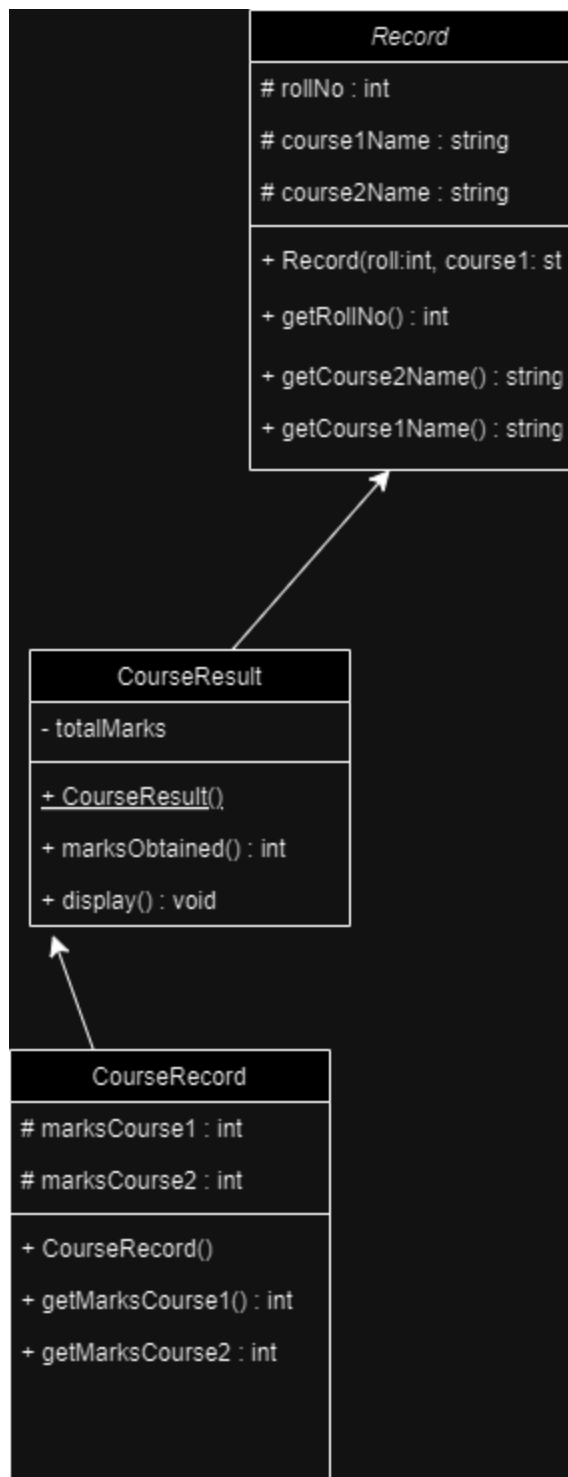 Record
# rollNo : int
# course1Name : string
# course2Name : string
+ Record(roll:int, course1: st
+ getRollNo() : int
+ getCourse2Name() : string
+ getCourse1Name() : string
CourseResult
- totalMarks
+ CourseResult()
+ marksObtained() : int
+ display() : void
CourseRecord
# marksCourse1 : int
# marksCourse2 : int
+ CourseRecord()
+ getMarksCourse1() : int
+ getMarksCourse2 : int